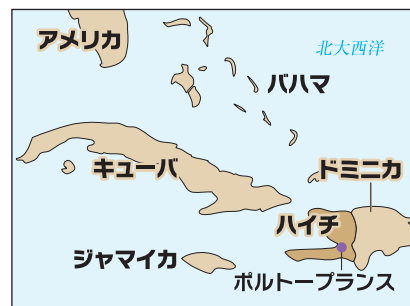 アメリカ
北大西洋
バハマ
キューバ
ドミニカ
ハイチ
ジャマイカ
ポルトープランス